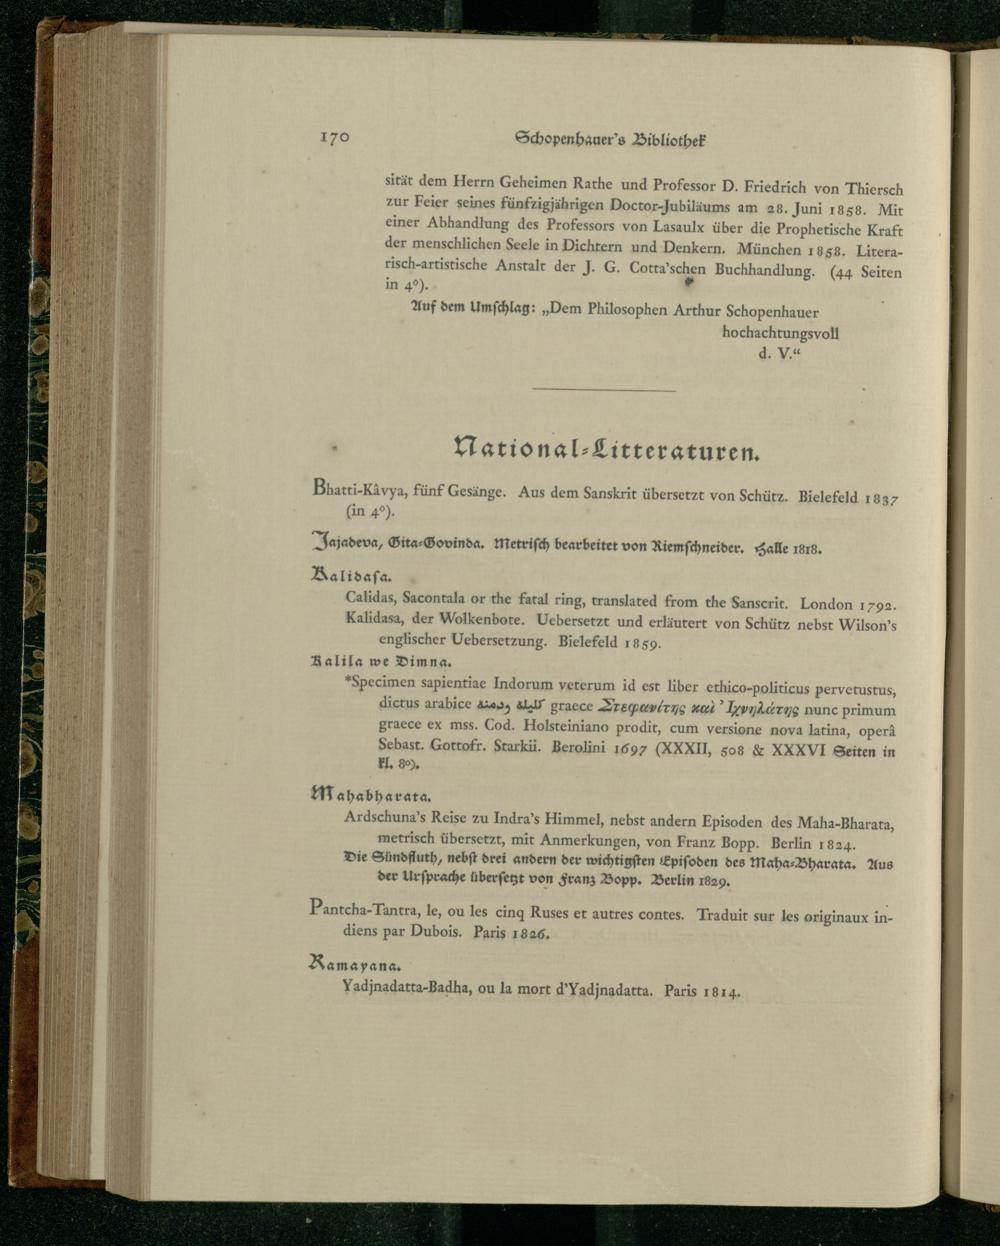 170 Schopenhauer's Bibliothek
sität dem Herrn Geheimen Rathe und Professor D. Friedrich von Thiersch
zur Feier seines fünfzigjährigen Doctor-Jubiläums am 28. Juni 1858. Mit
einer Abhandlung des Professors von Lasaulx über die Prophetische Kraft
der menschlichen Seele in Dichtern und Denkern. München 1858. Litera-
risch-artistische Anstalt der J. G. Cotta'schen Buchhandlung. (44 Seiten
in 4⁰).
Auf dem Umschlag: „Dem Philosophen Arthur Schopenhauer
hochachtungsvoll
d. V.“
National-Litteraturen.
Bhatti-Kâvya, fünf Gesänge. Aus dem Sanskrit übersetzt von Schütz. Bielefeld 1837
(in 4⁰).
Jajadeva, Gita-Govinda. Metrisch bearbeitet von Riemschneider. Halle 1818.
Kalidasa.
Calidas, Sacontala or the fatal ring, translated from the Sanscrit. London 1792.
Kalidasa, der Wolkenbote. Uebersetzt und erläutert von Schütz nebst Wilson's
englischer Uebersetzung. Bielefeld 1859.
Kalila we Dimna.
*Specimen sapientiae Indorum veterum id est liber ethico-politicus pervetustus,
dictus arabice كليلة ودمنة graece Στεφανίτης καὶ Ἰχνηλάτης nunc primum
graece ex mss. Cod. Holsteiniano prodit, cum versione nova latina, operâ
Sebast. Gottofr. Starkii. Berolini 1697 (XXXII, 508 & XXXVI Seiten in
kl. 8⁰).
Mahabharata.
Ardschuna's Reise zu Indra's Himmel, nebst andern Episoden des Maha-Bharata,
metrisch übersetzt, mit Anmerkungen, von Franz Bopp. Berlin 1824.
Die Sündfluth, nebst drei andern der wichtigsten Episoden des Maha-Bharata. Aus
der Ursprache übersetzt von Franz Bopp. Berlin 1829.
Pantcha-Tantra, le, ou les cinq Ruses et autres contes. Traduit sur les originaux in-
diens par Dubois. Paris 1826.
Ramayana.
Yadjnadatta-Badha, ou la mort d'Yadjnadatta. Paris 1814.